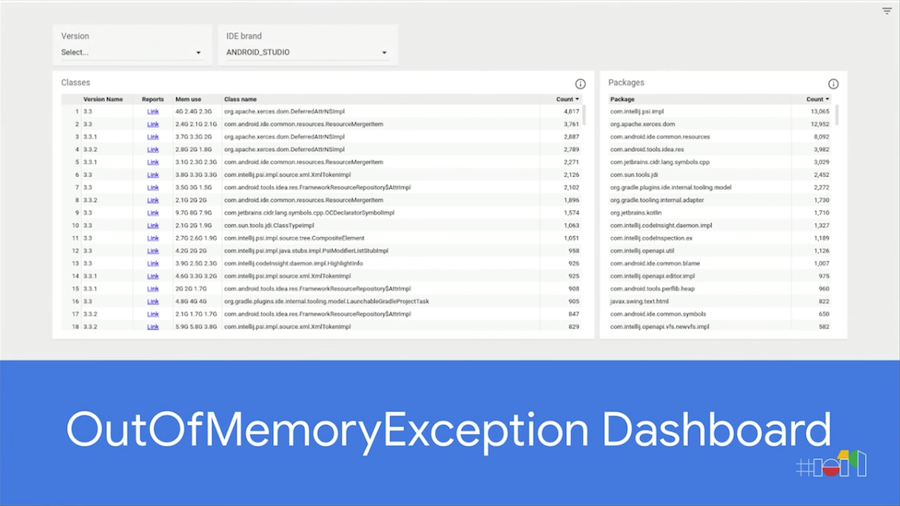 Version
Select...
IDE brand
ANDROID_STUDIO
Classes
Version Name Reports Mem use Class name Count
1 3.3 Link 4G 2.4G 2.3G org.apache.xerces.dom.DeferredAttrNSImpl 4,817
2 3.3 Link 2.4G 2.1G 2.1G com.android.ide.common.resources.ResourceMergerItem 3,761
3 3.3.1 Link 3.7G 3.3G 2G org.apache.xerces.dom.DeferredAttrNSImpl 2,887
4 3.3.2 Link 2.8G 2G 1.8G org.apache.xerces.dom.DeferredAttrNSImpl 2,789
5 3.3.1 Link 3.1G 2.3G 2.3G com.android.ide.common.resources.ResourceMergerItem 2,271
6 3.3 Link 3.8G 3.3G 3.3G com.intellij.psi.impl.source.xml.XmlTokenImpl 2,126
7 3.3 Link 3.5G 3G 1.5G com.android.tools.idea.res.FrameworkResourceRepository$AttrImpl 2,102
8 3.3.2 Link 2.1G 2G 2G com.android.ide.common.resources.ResourceMergerItem 1,896
9 3.3 Link 9.7G 8G 7.9G com.jetbrains.cidr.lang.symbols.cpp.OCDeclaratorSymbolImpl 1,574
10 3.3 Link 2.1G 2G 1.9G com.sun.tools.jdi.ClassTypeImpl 1,063
11 3.3 Link 2.7G 2.6G 1.9G com.intellij.psi.impl.source.tree.CompositeElement 1,051
12 3.3 Link 4.2G 2G 2G com.intellij.psi.impl.java.stubs.impl.PsiModifierListStubImpl 958
13 3.3 Link 3.9G 2.5G 2.3G com.intellij.codeInsight.daemon.impl.HighlightInfo 926
14 3.3.1 Link 4.6G 3.3G 3.2G com.intellij.psi.impl.source.xml.XmlTokenImpl 925
15 3.3.1 Link 2G 2G 1.7G com.android.tools.idea.res.FrameworkResourceRepository$AttrImpl 908
16 3.3 Link 4.8G 4G 4G org.gradle.plugins.ide.internal.tooling.model.LaunchableGradleProjectTask 905
17 3.3.2 Link 2.1G 1.7G 1.7G com.android.tools.idea.res.FrameworkResourceRepository$AttrImpl 847
18 3.3.2 Link 5.9G 5.8G 3.8G com.intellij.psi.impl.source.xml.XmlTokenImpl 829
Packages
Package Count
com.intellij.psi.impl 13,065
org.apache.xerces.dom 12,952
com.android.ide.common.resources 8,092
com.android.tools.idea.res 3,982
com.jetbrains.cidr.lang.symbols.cpp 3,029
com.sun.tools.jdi 2,452
org.gradle.plugins.ide.internal.tooling.model 2,272
org.gradle.tooling.internal.adapter 1,730
org.jetbrains.kotlin 1,710
com.intellij.codeInsight.daemon.impl 1,327
com.intellij.codeInspection.ex 1,189
com.intellij.openapi.util 1,126
com.android.ide.common.blame 1,007
com.intellij.openapi.editor.impl 975
com.android.tools.perflib.heap 960
javax.swing.text.html 822
com.android.ide.common.symbols 650
com.intellij.openapi.vfs.newvfs.impl 582
OutOfMemoryException Dashboard
#io19